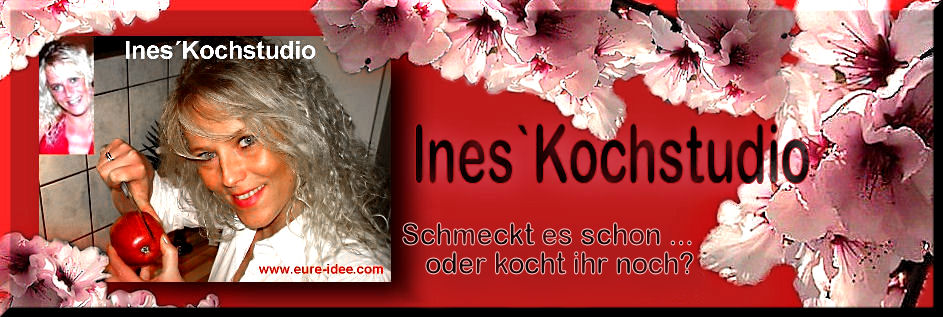 Ines´Kochstudio
www.eure-idee.com
Ines`Kochstudio
Schmeckt es schon ...
oder kocht ihr noch?